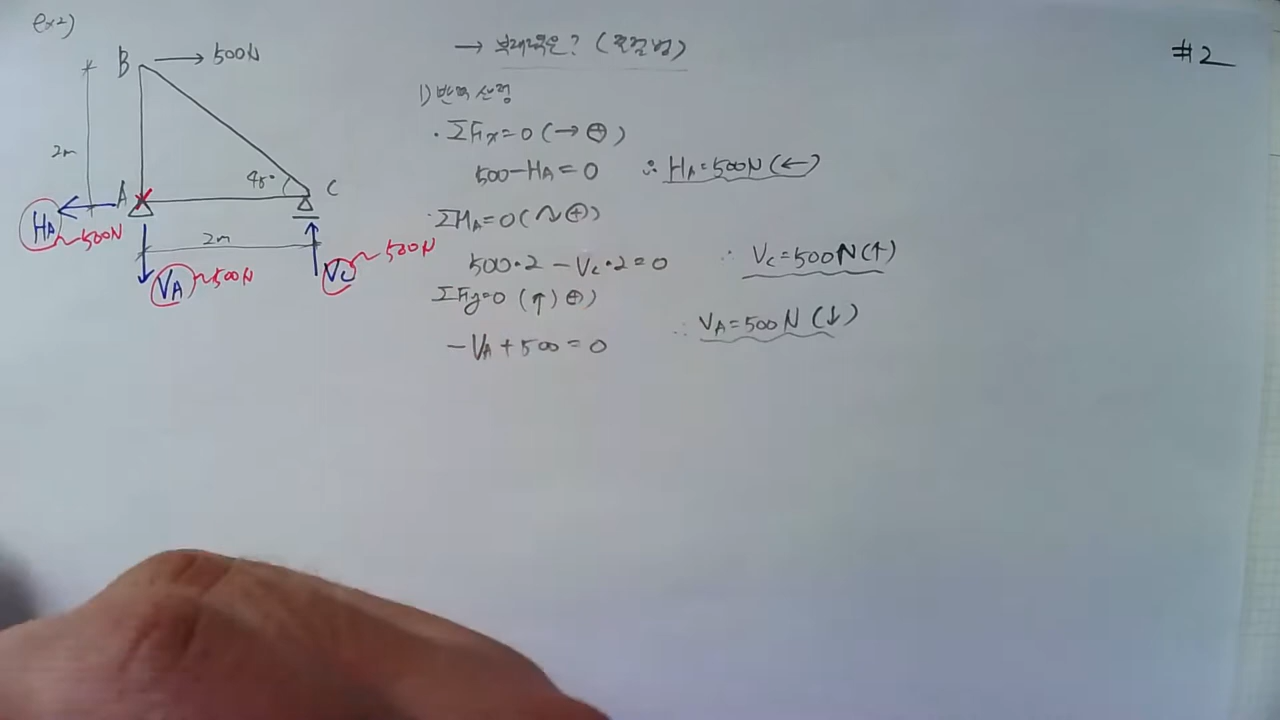 ex2)
B → 500N
2m
45°
A
C
HA 500N
2m
VA 500N
VC 500N
→ 부재력은? (절점법)
#2
1) 반력 산정
· ΣFx=0 (→ ⊕)
500-HA=0 ∴ HA=500N(←)
· ΣMA=0 (↷⊕)
500·2 - Vc·2=0 ∴ Vc=500N(↑)
ΣFy=0 (↑) ⊕)
-VA+500=0 ∴ VA=500N (↓)